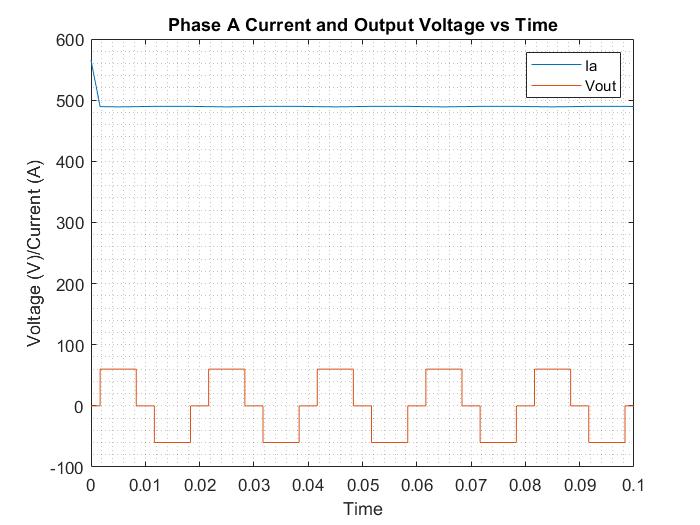 Phase A Current and Output Voltage vs Time
600
500
400
300
200
100
0
-100
Voltage (V)/Current (A)
Ia
Vout
0 0.01 0.02 0.03 0.04 0.05 0.06 0.07 0.08 0.09 0.1
Time